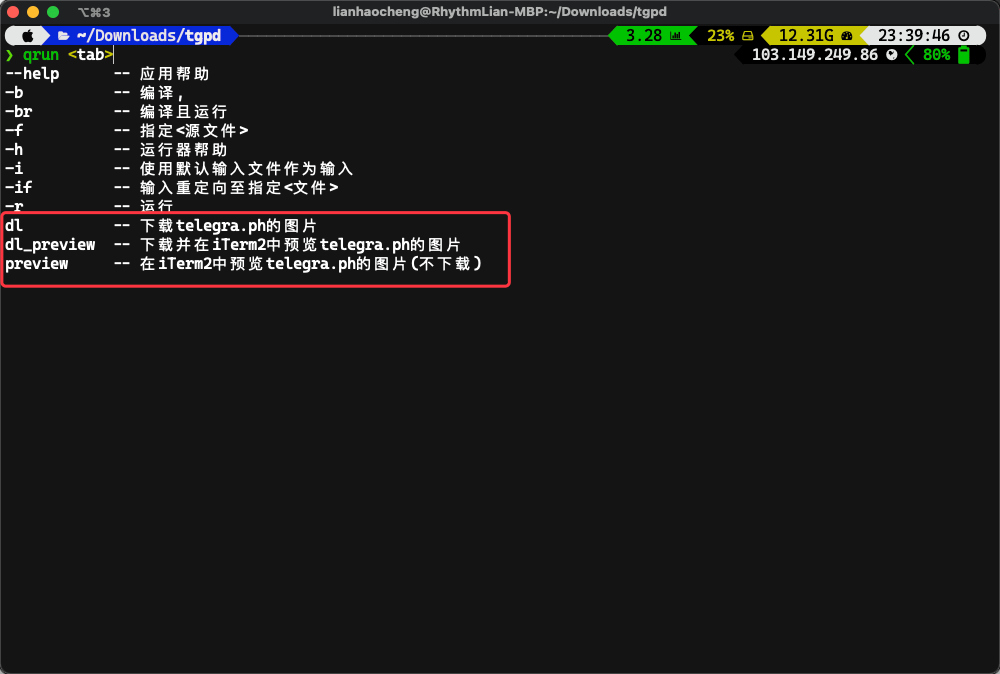 ⌥⌘3 lianhaocheng@RhythmLian-MBP:~/Downloads/tgpd
~/Downloads/tgpd 3.28 23% 12.31G 23:39:46
❯ qrun <tab> 103.149.249.86 80%
--help -- 应用帮助
-b -- 编译,
-br -- 编译且运行
-f -- 指定<源文件>
-h -- 运行器帮助
-i -- 使用默认输入文件作为输入
-if -- 输入重定向至指定<文件>
-r -- 运行
dl -- 下载telegra.ph的图片
dl_preview -- 下载并在iTerm2中预览telegra.ph的图片
preview -- 在iTerm2中预览telegra.ph的图片(不下载)